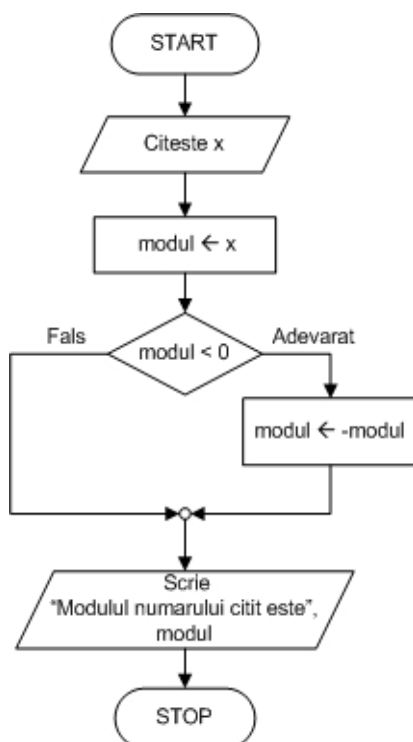 START
Citeste x
modul ← x
Fals
Adevarat
modul < 0
modul ← -modul
Scrie
"Modulul numarului citit este",
modul
STOP